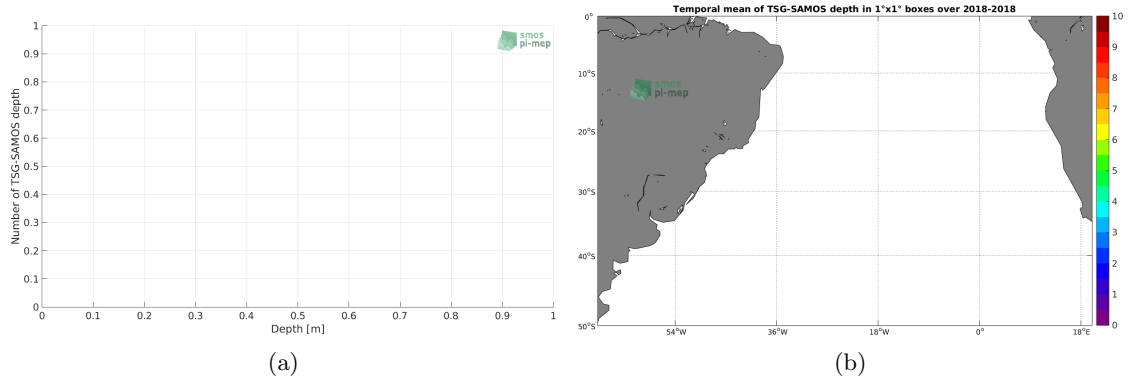 Temporal mean of TSG-SAMOS depth in 1°x1° boxes over 2018-2018
smos
pi-mep
Number of TSG-SAMOS depth
1
0.9
0.8
0.7
0.6
0.5
0.4
0.3
0.2
0.1
0
0 0.1 0.2 0.3 0.4 0.5 0.6 0.7 0.8 0.9 1
Depth [m]
(a)
0°
10°S
20°S
30°S
40°S
50°S
smos
pi-mep
54°W 36°W 18°W 0° 18°E
10
9
8
7
6
5
4
3
2
1
0
(b)